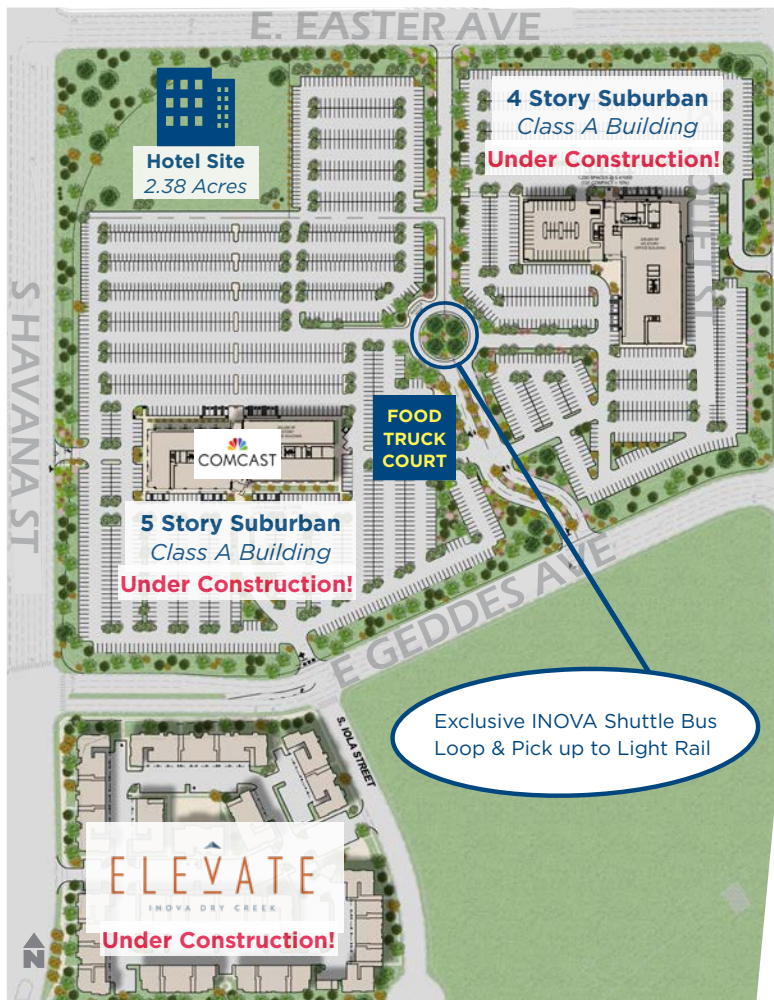 E. EASTER AVE
4 Story Suburban
Class A Building
Under Construction!
Hotel Site
2.38 Acres
S HAVANA ST
FOOD
TRUCK
COURT
COMCAST
5 Story Suburban
Class A Building
Under Construction!
E GEDDES AVE
Exclusive INOVA Shuttle Bus
Loop & Pick up to Light Rail
S. IOLA STREET
ELEVATE
INOVA DRY CREEK
Under Construction!
N